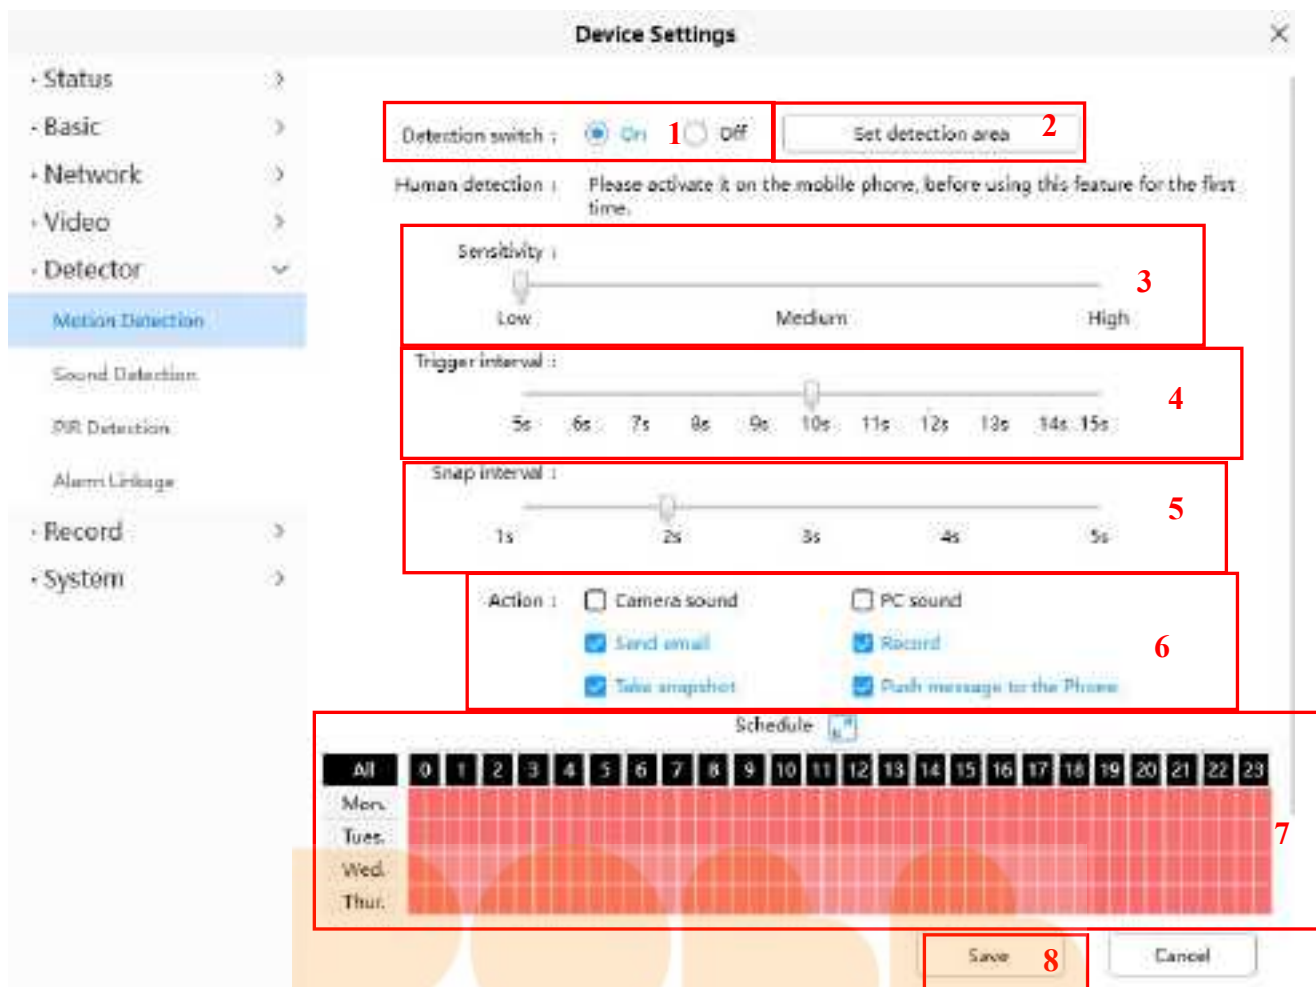 Device Settings
· Status
· Basic
· Network
· Video
· Detector
Motion Detection
Sound Detection
PIR Detection
Alarm Linkage
· Record
· System
Detection switch : On 1 Off Set detection area 2
Human detection : Please activate it on the mobile phone, before using this feature for the first
time.
Sensitivity :
3
Low Medium High
Trigger interval :
4
5s 6s 7s 8s 9s 10s 11s 12s 13s 14s 15s
Snap interval :
5
1s 2s 3s 4s 5s
Action : Camera sound PC sound
Send email Record 6
Take snapshot Push message to the Phone
Schedule
All 0 1 2 3 4 5 6 7 8 9 10 11 12 13 14 15 16 17 18 19 20 21 22 23
Mon.
Tues. 7
Wed.
Thur.
Save 8 Cancel